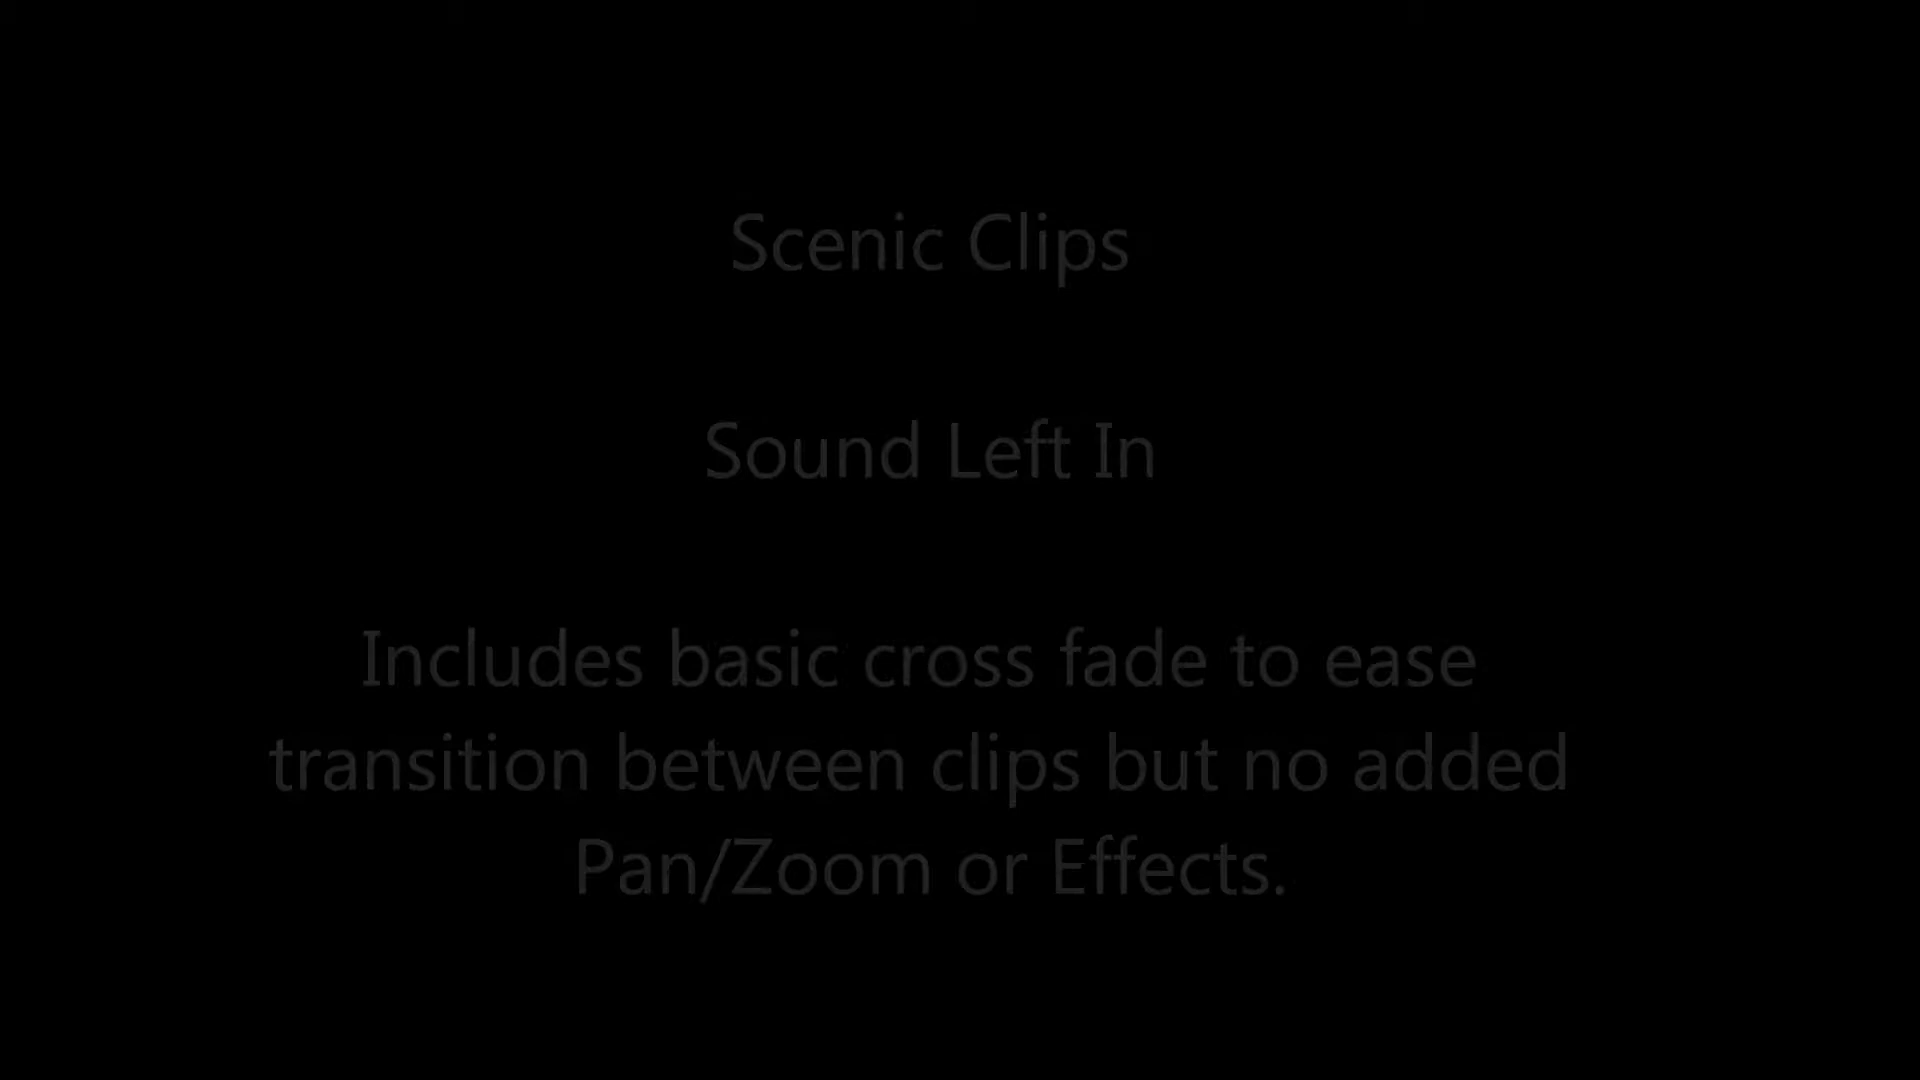 Scenic Clips
Sound Left In
Includes basic cross fade to ease
transition between clips but no added
Pan/Zoom or Effects.